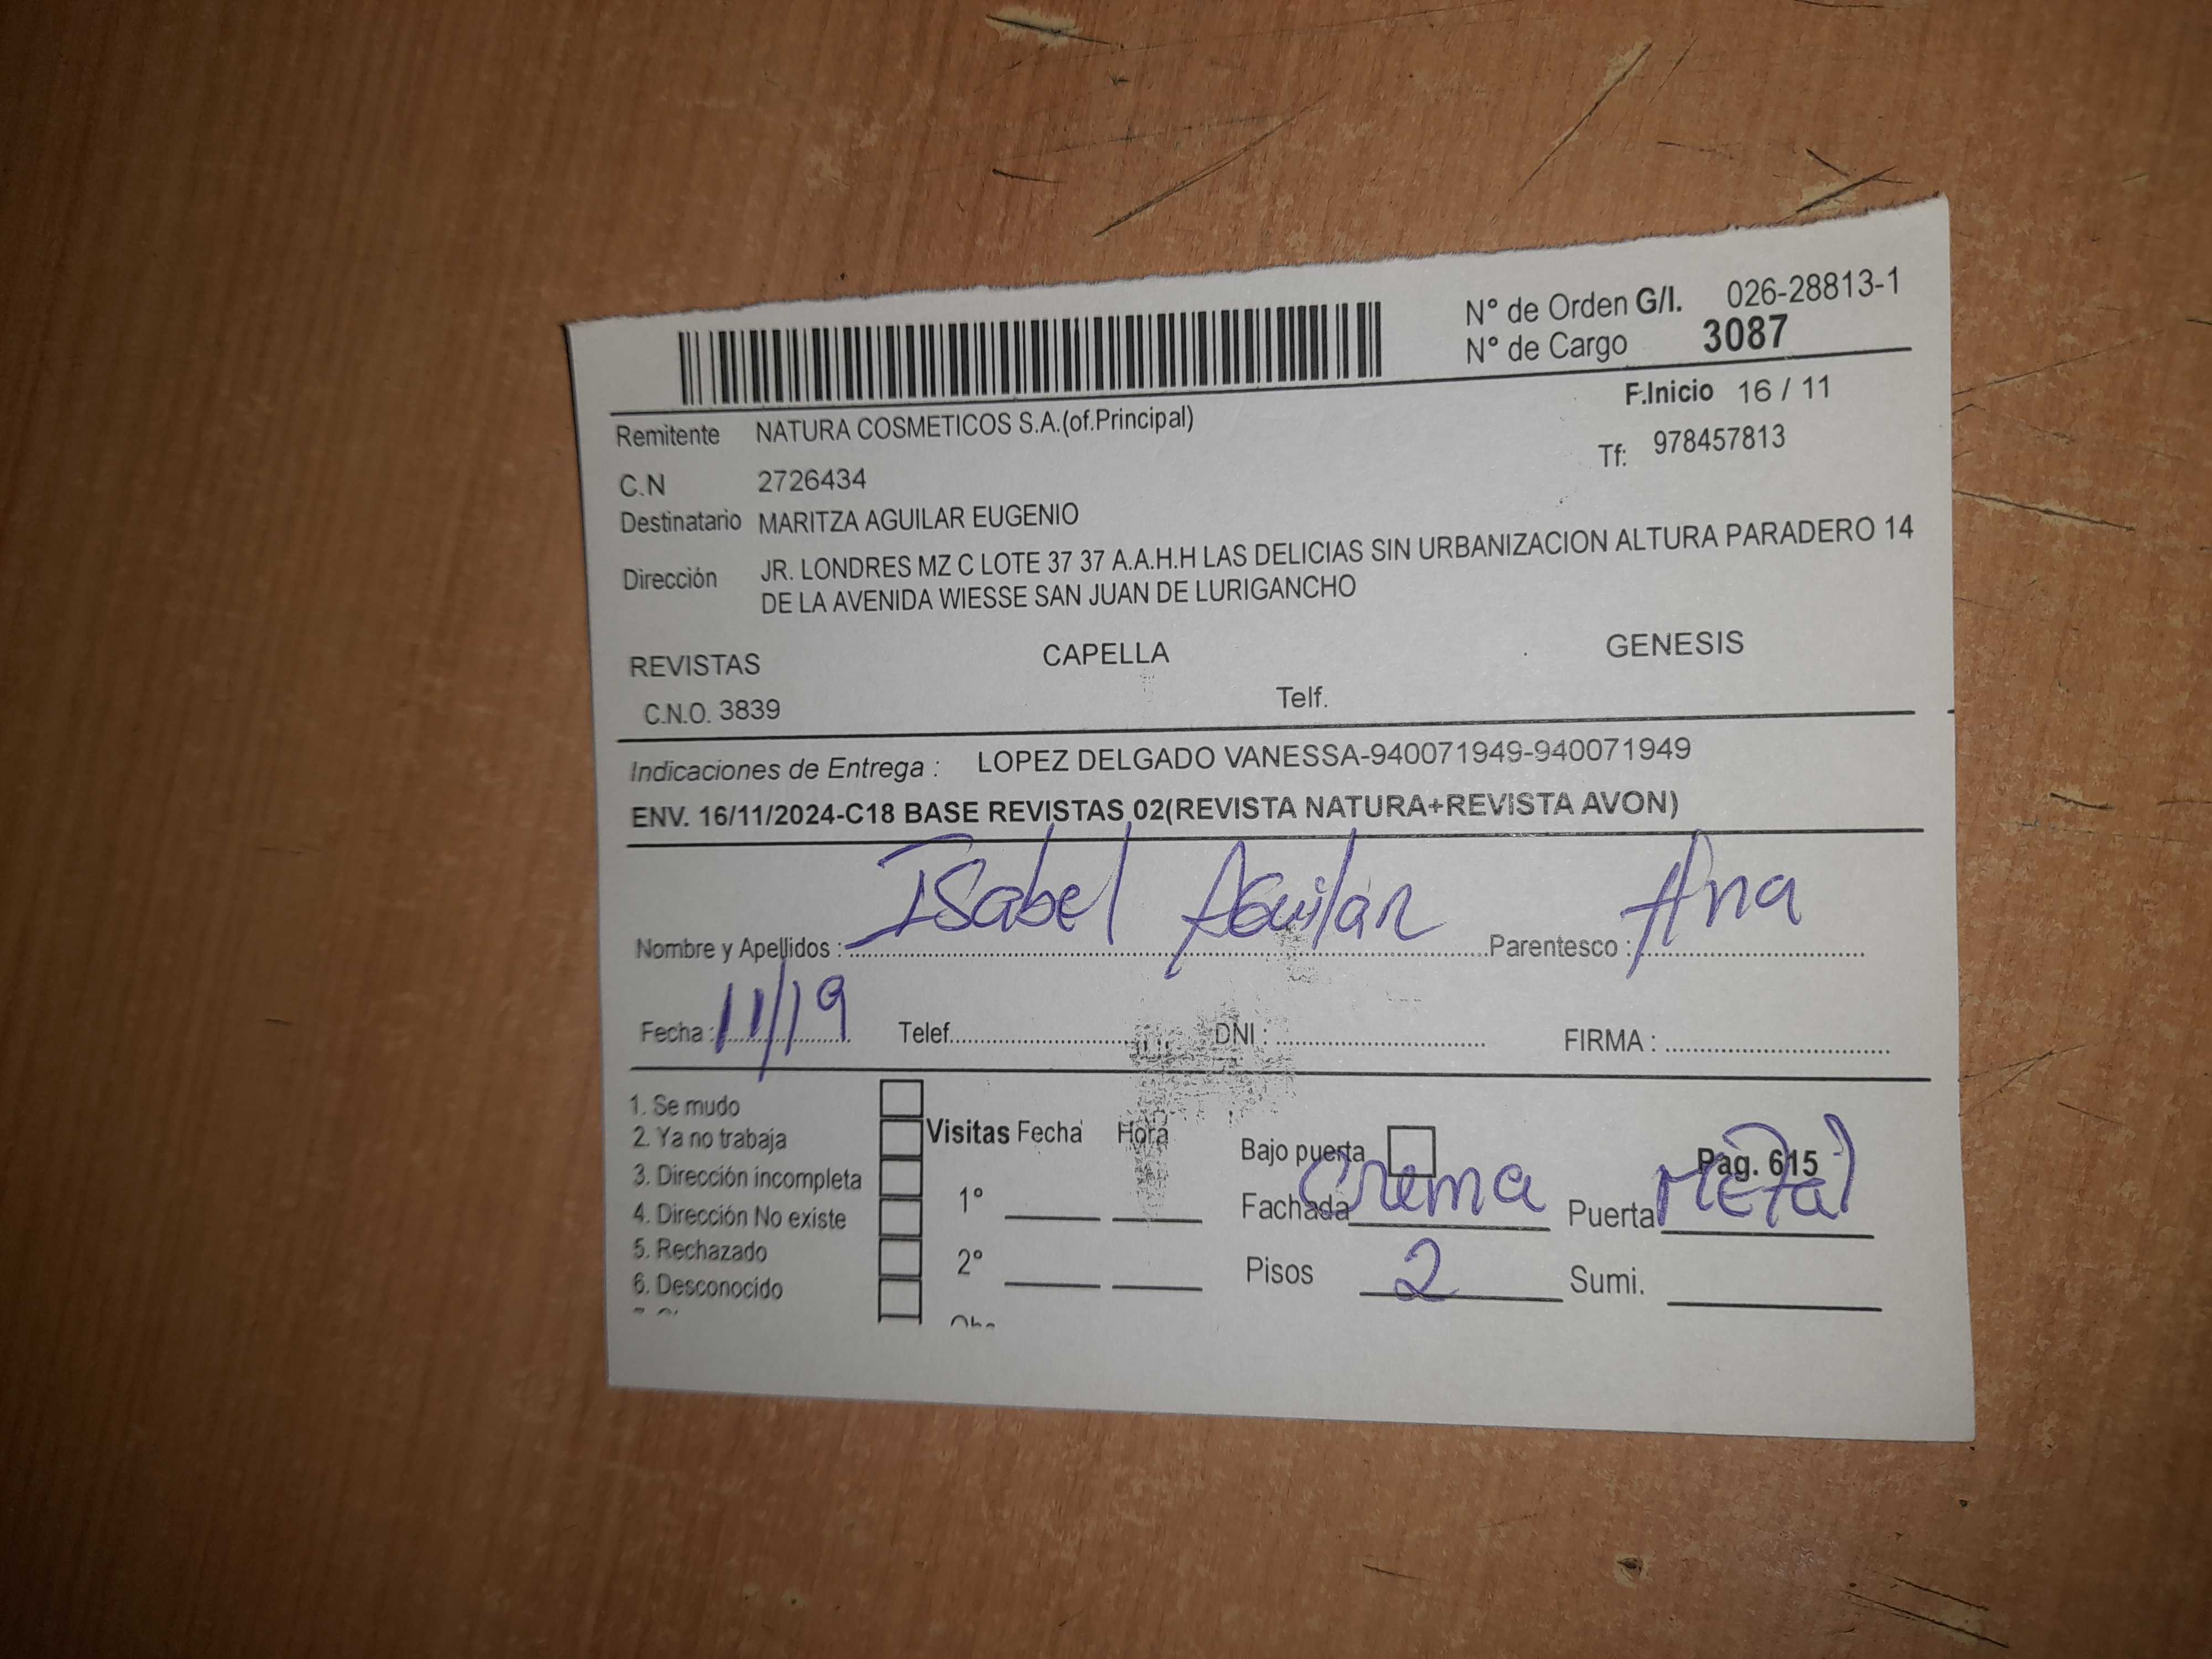 N° de Orden G/I. 026-28813-1
N° de Cargo 3087
F.Inicio 16 / 11
Remitente NATURA COSMETICOS S.A.(of.Principal)
Tf: 978457813
C.N 2726434
Destinatario MARITZA AGUILAR EUGENIO
Dirección JR. LONDRES MZ C LOTE 37 37 A.A.H.H LAS DELICIAS SIN URBANIZACION ALTURA PARADERO 14
DE LA AVENIDA WIESSE SAN JUAN DE LURIGANCHO
REVISTAS CAPELLA GENESIS
C.N.O. 3839 Telf.
Indicaciones de Entrega : LOPEZ DELGADO VANESSA-940071949-940071949
ENV. 16/11/2024-C18 BASE REVISTAS 02(REVISTA NATURA+REVISTA AVON)
Nombre y Apellidos : Isabel Aguilar Parentesco : Ana
Fecha : 11/19 Telef. DNI : FIRMA :
1. Se mudo
2. Ya no trabaja
3. Dirección incompleta
4. Dirección No existe
5. Rechazado
6. Desconocido
Visitas Fecha Hora
1°
2°
Bajo puerta Pag. 615
Fachada Crema Puerta Metal
Pisos 2 Sumi.